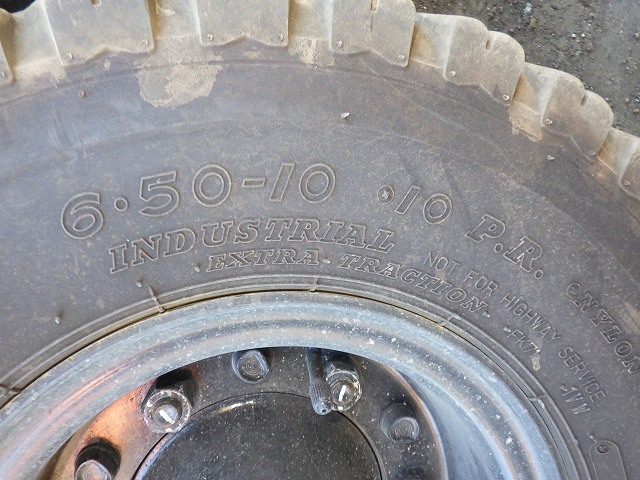 6·50-10 ·10 P.R. NYLON
INDUSTRIAL NOT FOR HIGHWAY SERVICE
EXTRA TRACTION